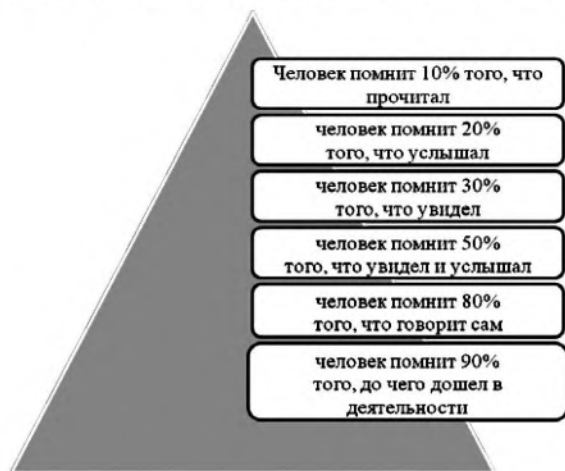 Человек помнит 10% того, что
прочитал
человек помнит 20%
того, что услышал
человек помнит 30%
того, что увидел
человек помнит 50%
того, что увидел и услышал
человек помнит 80%
того, что говорит сам
человек помнит 90%
того, до чего дошел в
деятельности